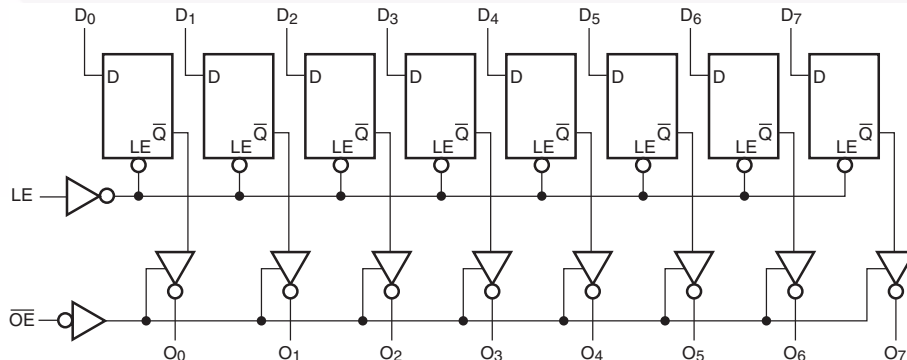 D₀ D₁ D₂ D₃ D₄ D₅ D₆ D₇
D D D D D D D D
Q̅ Q̅ Q̅ Q̅ Q̅ Q̅ Q̅ Q̅
LE LE LE LE LE LE LE LE
LE
O̅E̅
O₀ O₁ O₂ O₃ O₄ O₅ O₆ O₇